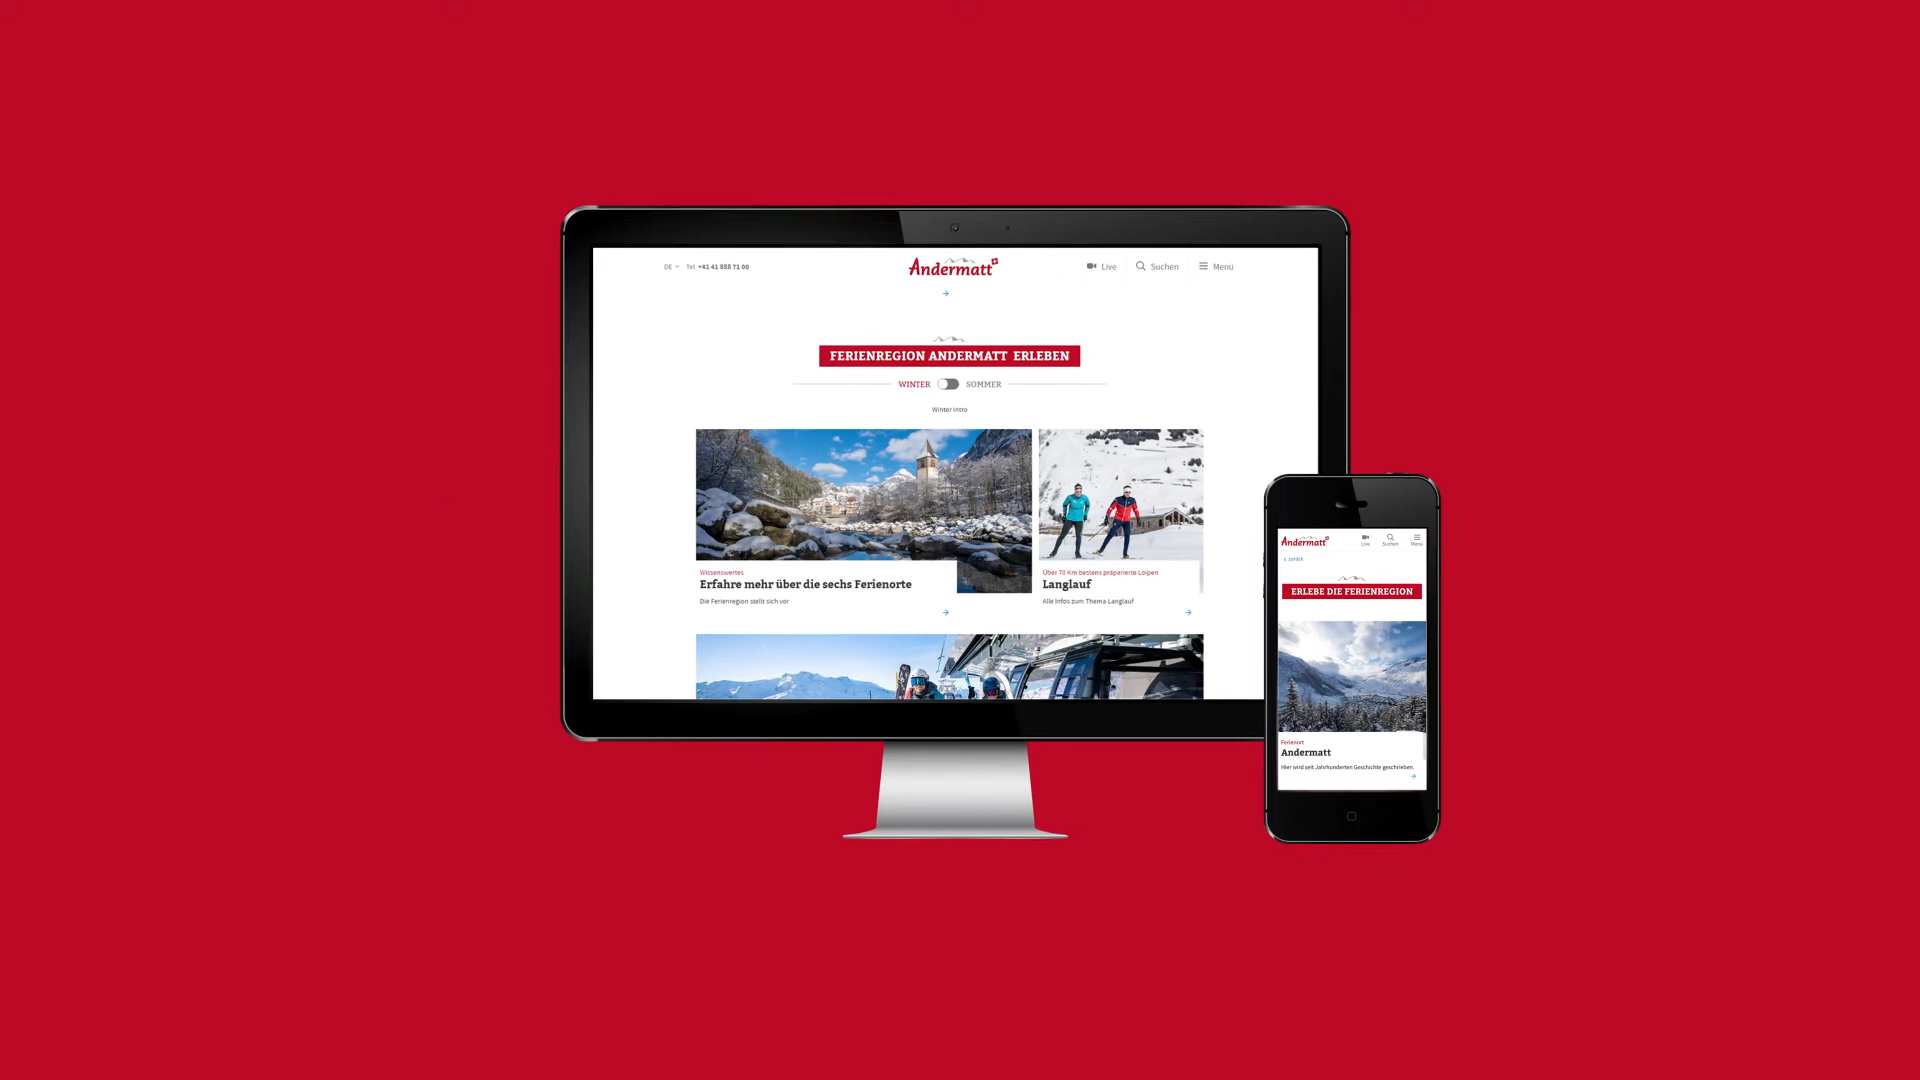 DE
Tel. +41 41 888 71 00
Andermatt
Live
Suchen
Menü
FERIENREGION ANDERMATT ERLEBEN
WINTER
SOMMER
Winter Intro
Wissenswertes
Erfahre mehr über die sechs Ferienorte
Die Ferienregion stellt sich vor
Über 70 Km bestens präparierte Loipen
Langlauf
Alle Infos zum Thema Langlauf
Andermatt
Live
Suchen
Menü
zurück
ERLEBE DIE FERIENREGION
Ferienort
Andermatt
Hier wird seit Jahrhunderten Geschichte geschrieben.